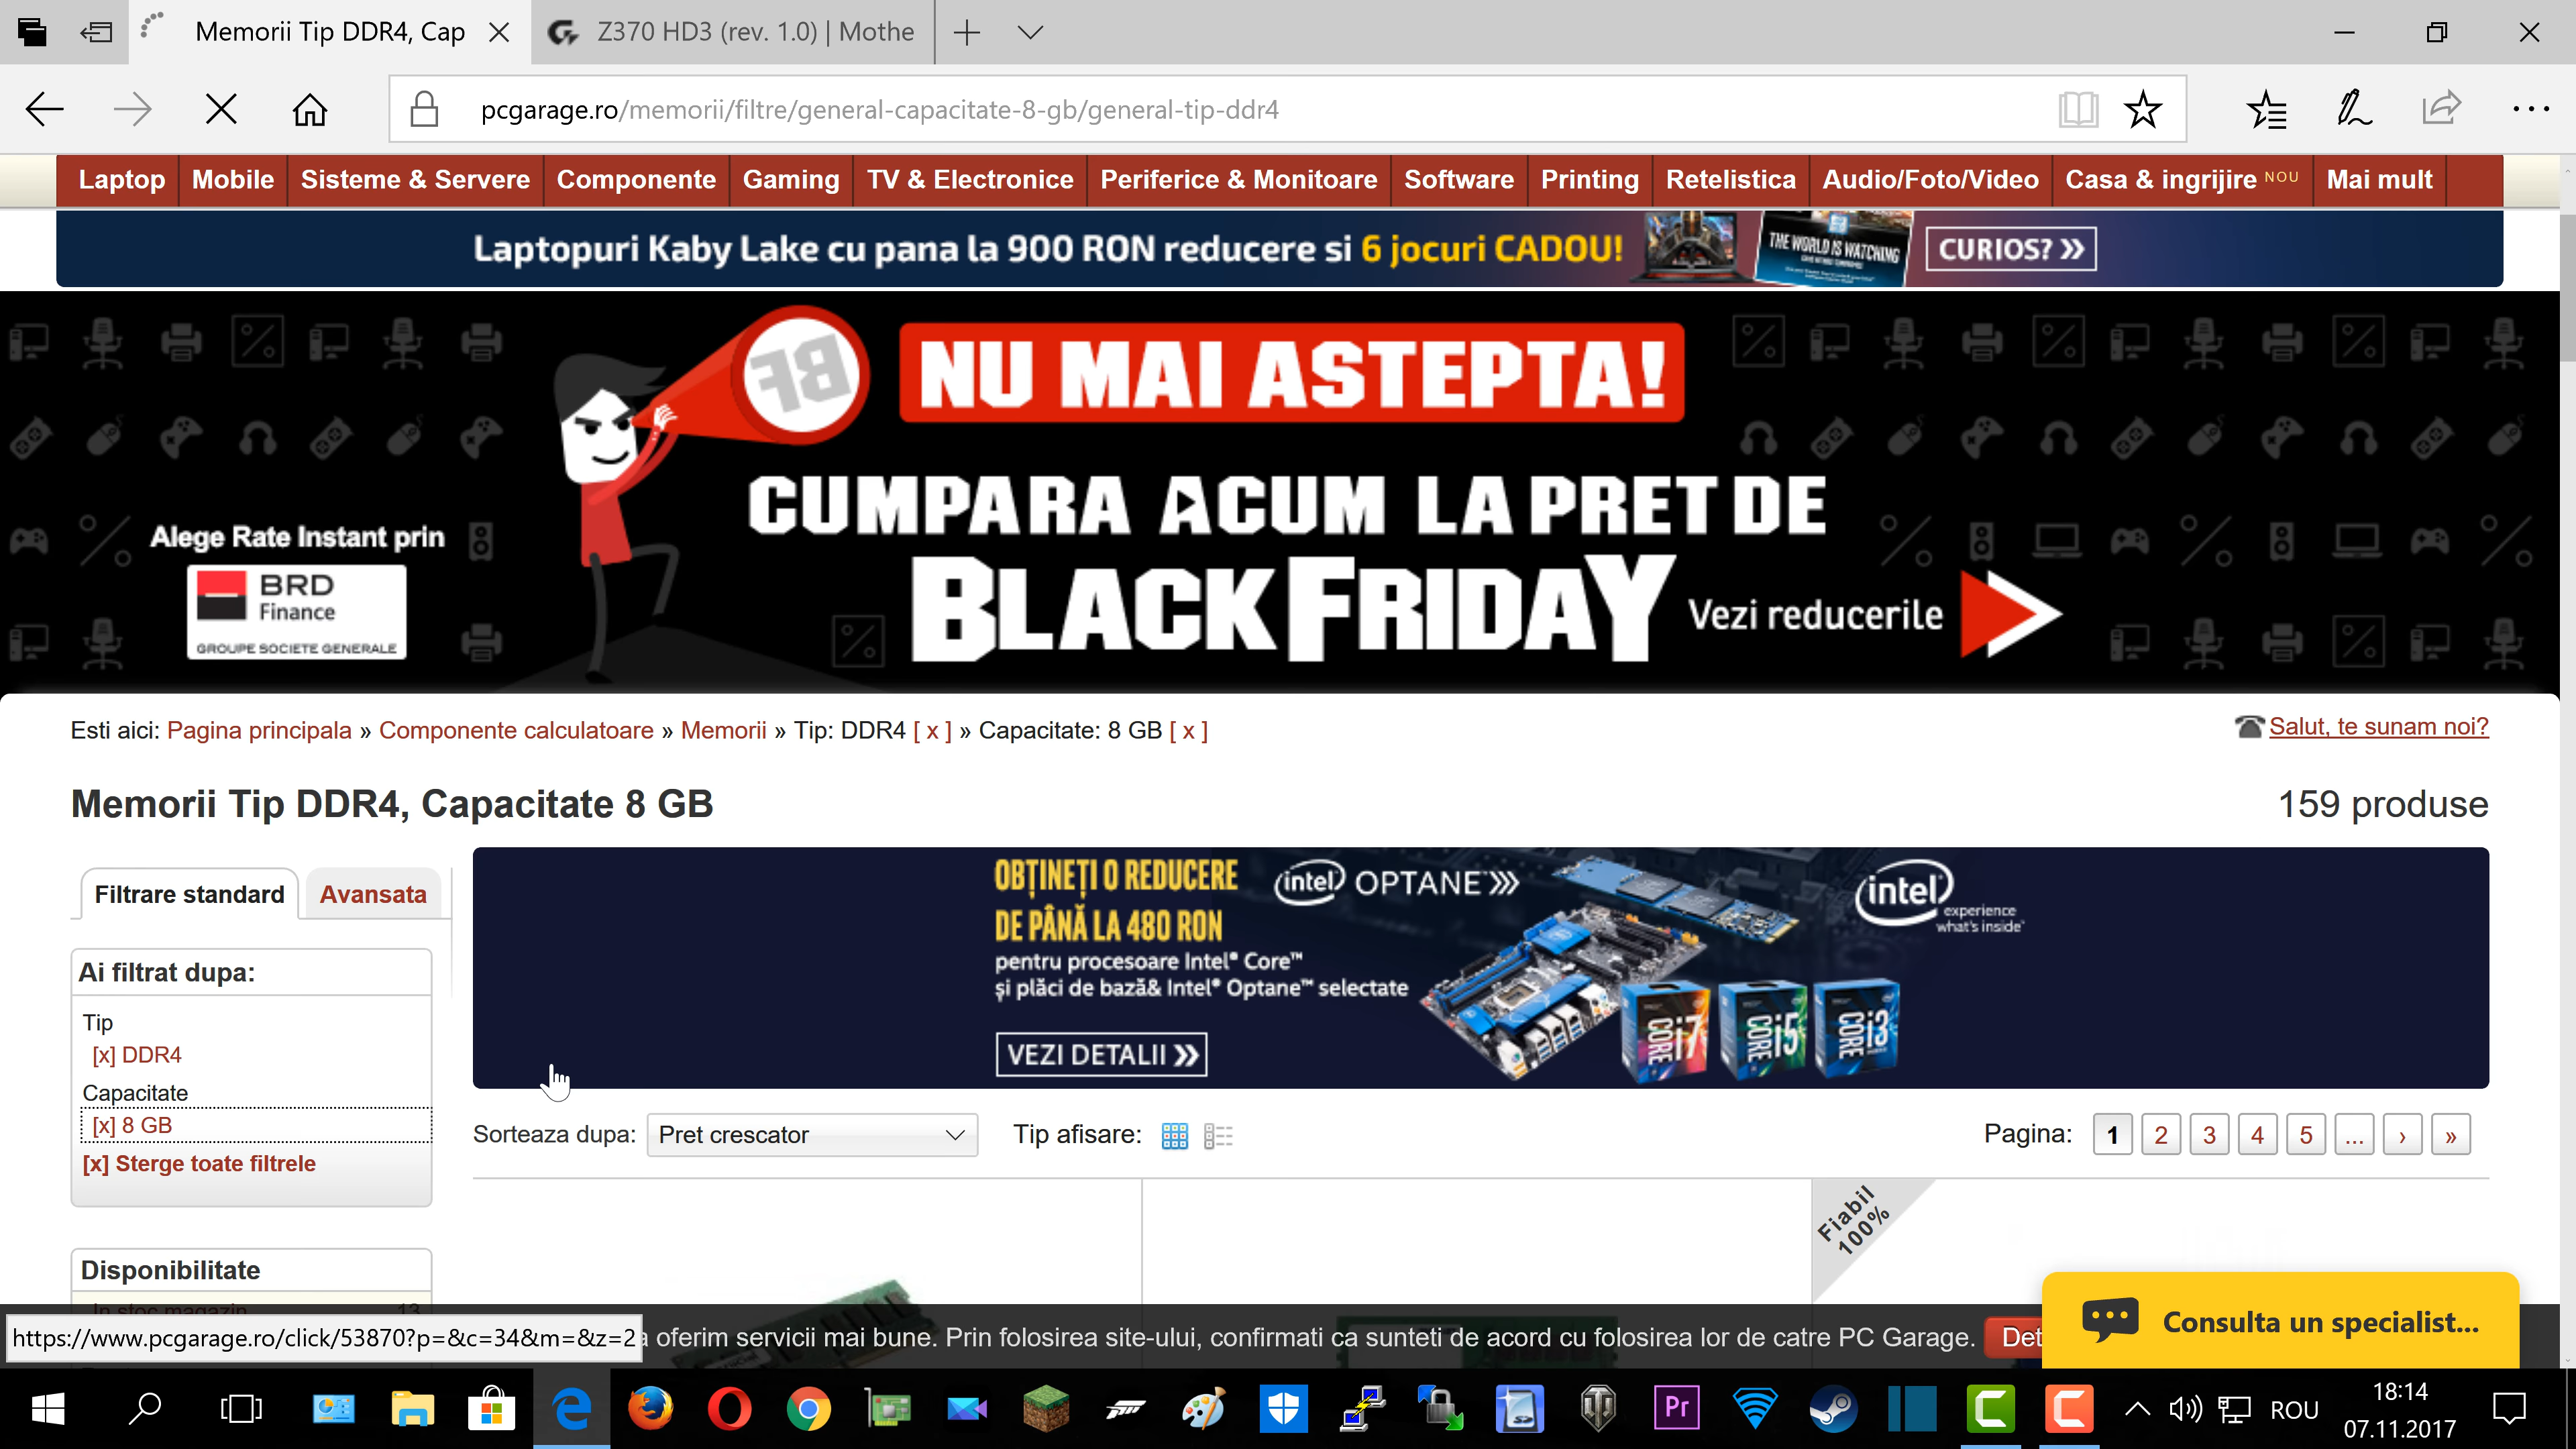 Memorii Tip DDR4, Cap
Z370 HD3 (rev. 1.0) | Mothe
pcgarage.ro/memorii/filtre/general-capacitate-8-gb/general-tip-ddr4
Laptop Mobile Sisteme & Servere Componente Gaming TV & Electronice Periferice & Monitoare Software Printing Retelistica Audio/Foto/Video Casa & ingrijire NOU Mai mult
Laptopuri Kaby Lake cu pana la 900 RON reducere si 6 jocuri CADOU!
THE WORLD IS WATCHING
CURIOS? »
BF
NU MAI ASTEPTA!
CUMPARA ACUM LA PRET DE
BLACK FRIDAY
Vezi reducerile
Alege Rate Instant prin
BRD
Finance
GROUPE SOCIETE GENERALE
Esti aici: Pagina principala » Componente calculatoare » Memorii » Tip: DDR4 [ x ] » Capacitate: 8 GB [ x ]
Salut, te sunam noi?
Memorii Tip DDR4, Capacitate 8 GB
159 produse
Filtrare standard
Avansata
Ai filtrat dupa:
Tip
[x] DDR4
Capacitate
[x] 8 GB
[x] Sterge toate filtrele
Disponibilitate
In stoc magazin 13
OBȚINEȚI O REDUCERE
DE PÂNĂ LA 480 RON
pentru procesoare Intel® Core™
și plăci de bază& Intel® Optane™ selectate
VEZI DETALII »
intel OPTANE
intel
experience
what's inside
CORE i7
CORE i5
CORE i3
Sorteaza dupa: Pret crescator
Tip afisare:
Pagina: 1 2 3 4 5 ... › »
Fiabil
100%
https://www.pcgarage.ro/click/53870?p=&c=34&m=&z=2
oferim servicii mai bune. Prin folosirea site-ului, confirmati ca sunteti de acord cu folosirea lor de catre PC Garage.
Det
Consulta un specialist...
Pr
ROU
18:14
07.11.2017